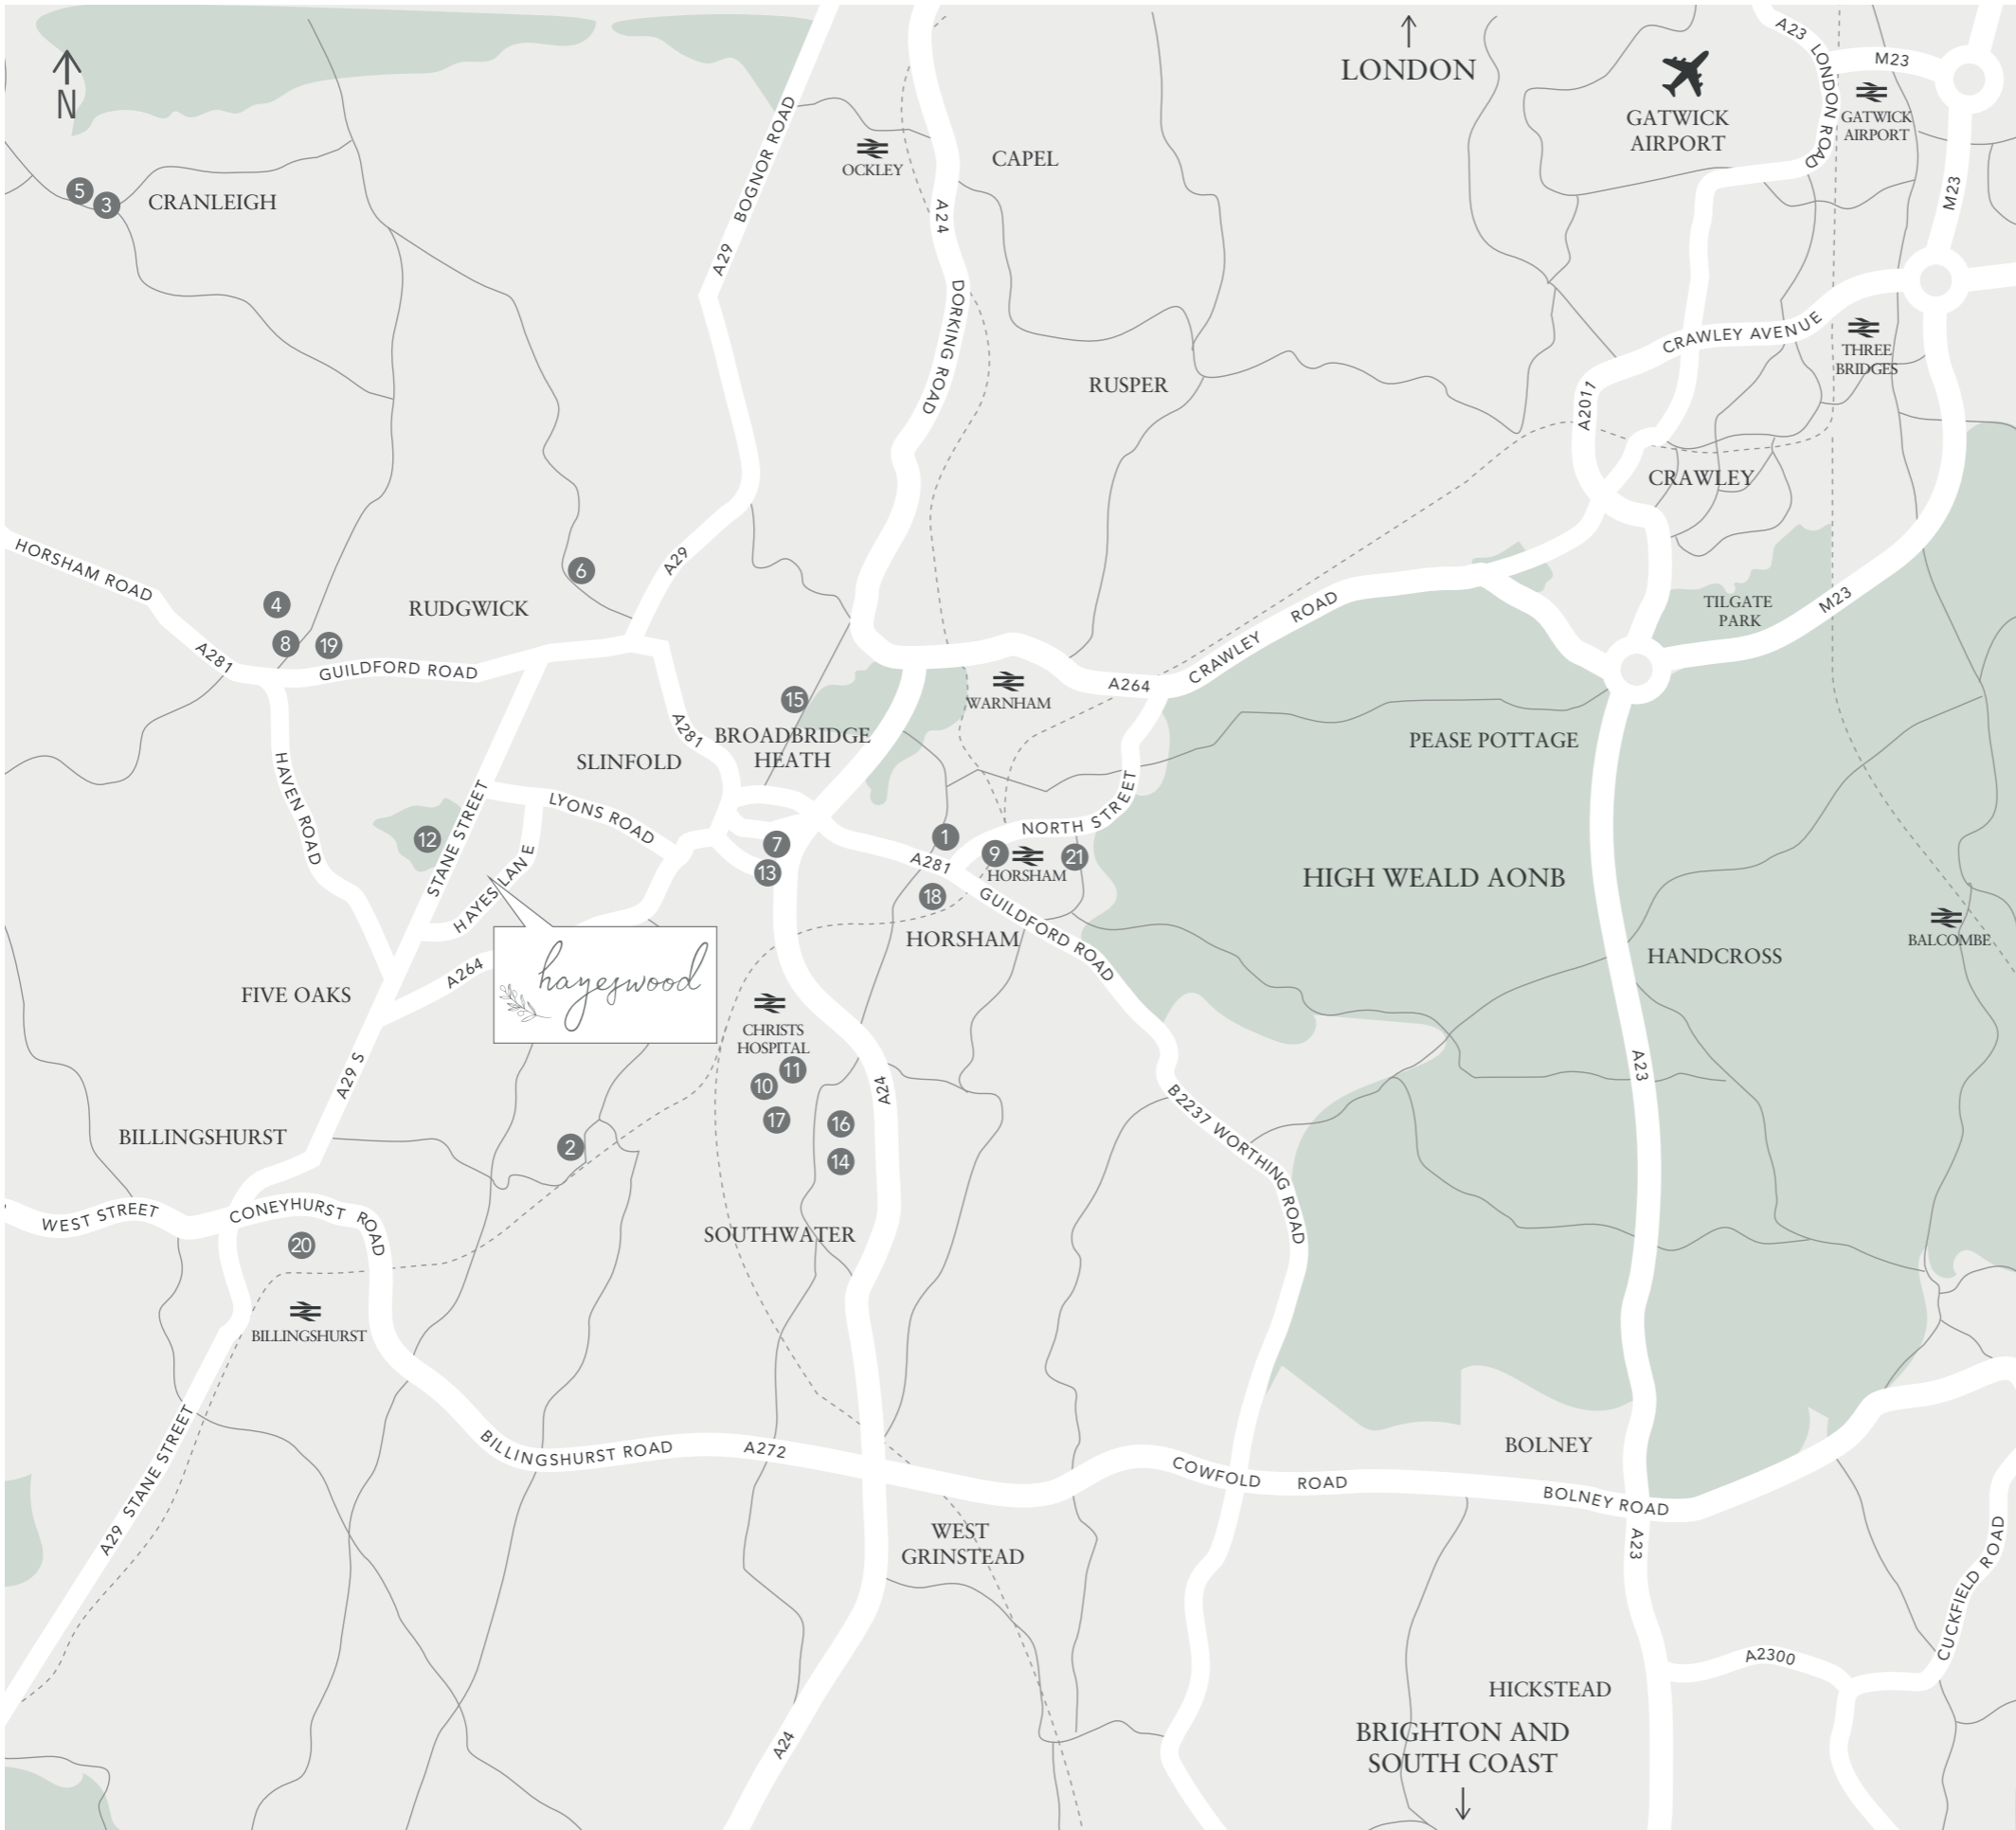 N
LONDON
A23 LONDON ROAD
M23
GATWICK
AIRPORT
GATWICK
AIRPORT
A29 BOGNOR ROAD
OCKLEY
CAPEL
5
3
CRANLEIGH
A24
M23
DORKING ROAD
CRAWLEY AVENUE
THREE
BRIDGES
RUSPER
A2011
CRAWLEY
HORSHAM ROAD
A29
6
4
RUDGWICK
CRAWLEY ROAD
TILGATE
PARK
M23
8
19
A281
GUILDFORD ROAD
15
WARNHAM
A264
A281
BROADBRIDGE
HEATH
PEASE POTTAGE
SLINFOLD
HAVEN ROAD
STANE STREET
LYONS ROAD
NORTH STREET
12
7
1
13
A281
9
HORSHAM
21
HIGH WEALD AONB
HAYES LANE
18
GUILDFORD ROAD
HORSHAM
BALCOMBE
HANDCROSS
A264
hayeswood
FIVE OAKS
CHRISTS
HOSPITAL
11
10
A29 S
A24
A23
17
16
B2237 WORTHING ROAD
BILLINGSHURST
2
14
WEST STREET
CONEYHURST ROAD
20
SOUTHWATER
BILLINGSHURST
A29 STANE STREET
BILLINGSHURST ROAD
A272
COWFOLD ROAD
BOLNEY
BOLNEY ROAD
WEST
GRINSTEAD
A23
CUCKFIELD ROAD
A2300
HICKSTEAD
A24
BRIGHTON AND
SOUTH COAST